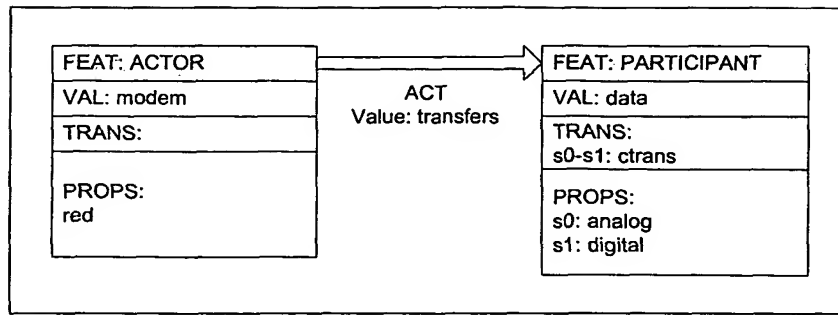 FEAT: ACTOR
VAL: modem
TRANS:
PROPS:
red
ACT
Value: transfers
FEAT: PARTICIPANT
VAL: data
TRANS:
s0-s1: ctrans
PROPS:
s0: analog
s1: digital